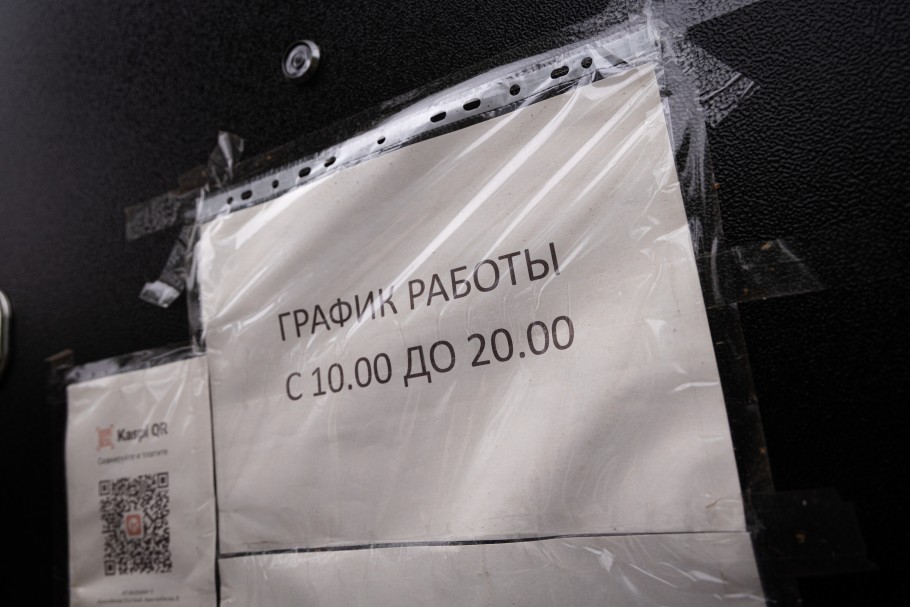 ГРАФИК РАБОТЫ
С 10.00 ДО 20.00
Kaspi QR
Сканируйте и платите